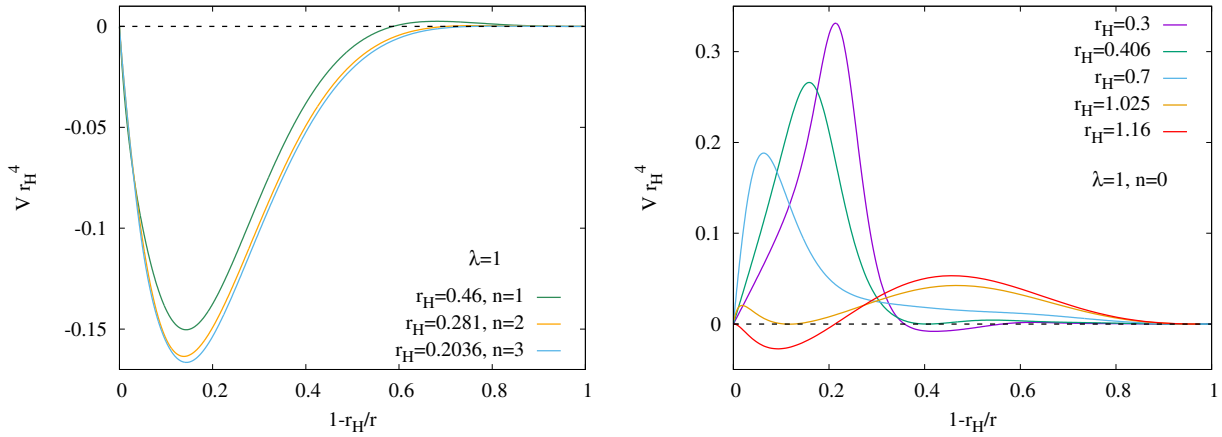 0
-0.05
-0.1
-0.15
V r_H^4
λ=1
r_H=0.46, n=1
r_H=0.281, n=2
r_H=0.2036, n=3
0 0.2 0.4 0.6 0.8 1
1-r_H/r
0.3
0.2
0.1
0
V r_H^4
r_H=0.3
r_H=0.406
r_H=0.7
r_H=1.025
r_H=1.16
λ=1, n=0
0 0.2 0.4 0.6 0.8 1
1-r_H/r